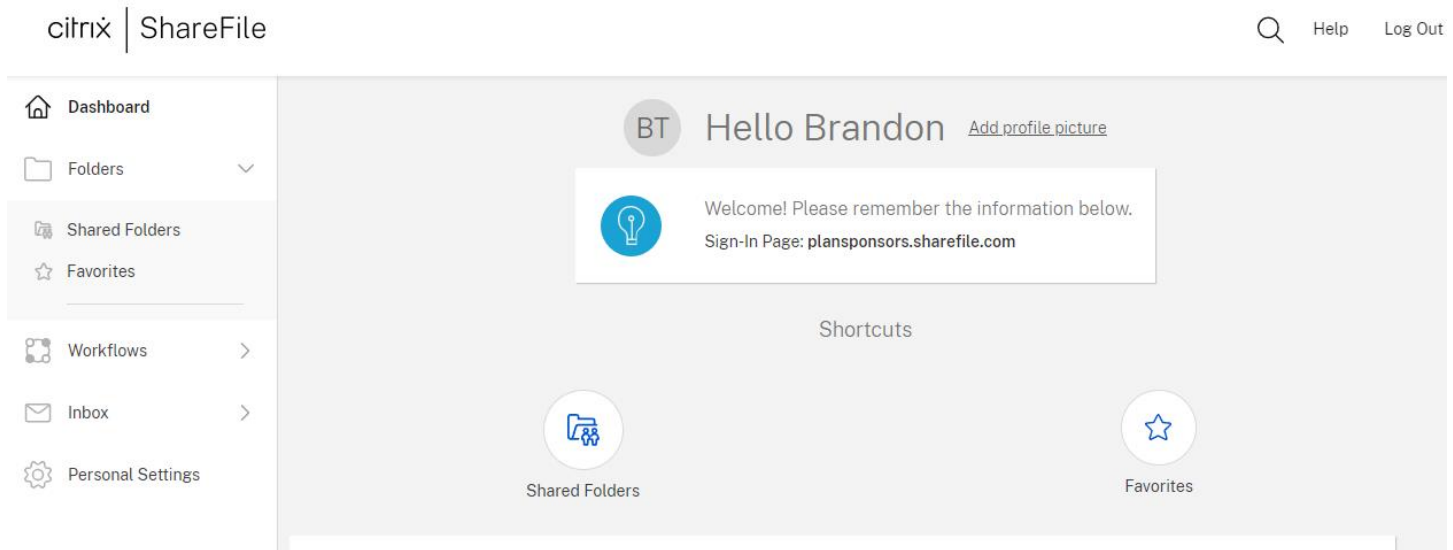 citrix | ShareFile
Help Log Out
Dashboard
Folders
Shared Folders
Favorites
Workflows
Inbox
Personal Settings
BT Hello Brandon Add profile picture
Welcome! Please remember the information below.
Sign-In Page: plansponsors.sharefile.com
Shortcuts
Shared Folders
Favorites